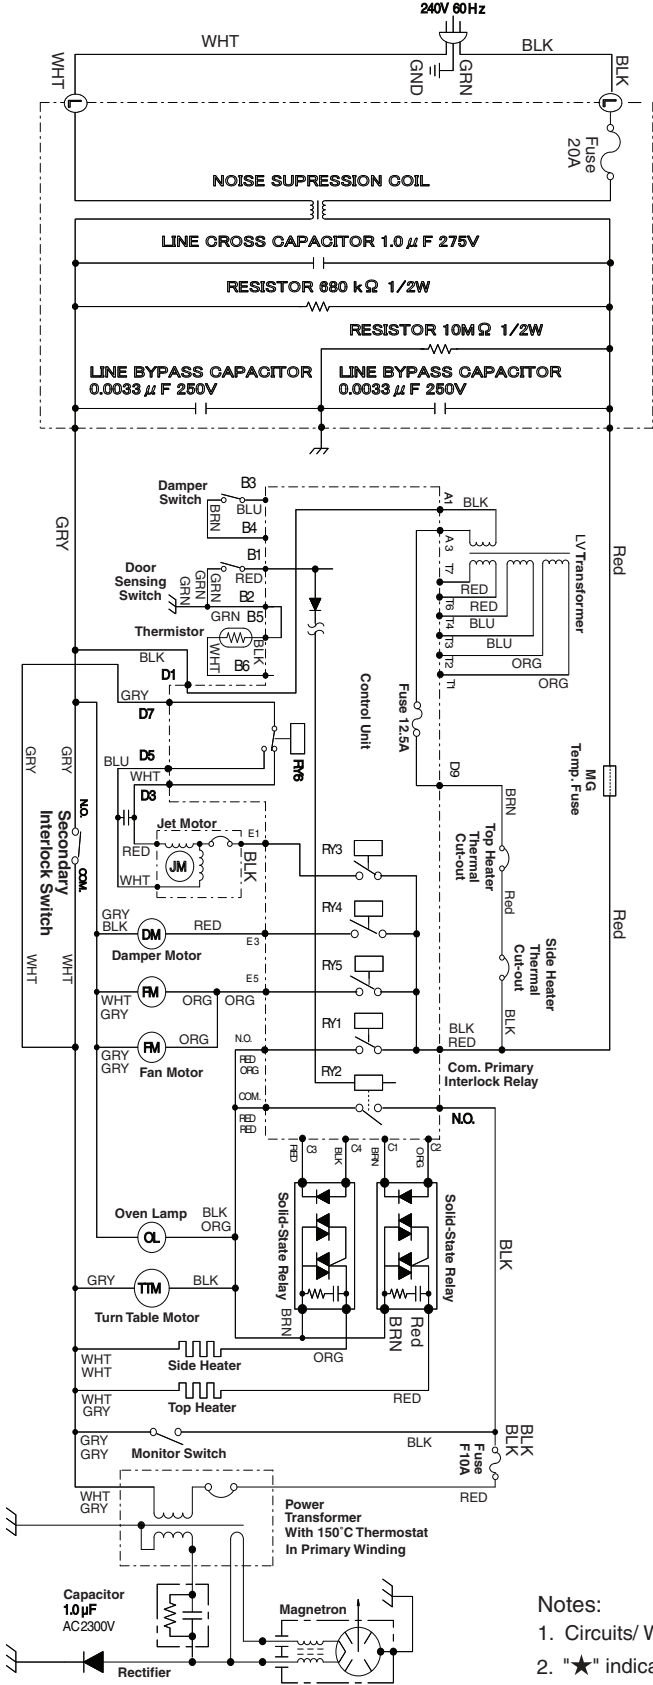 240V 60Hz
WHT
BLK
WHT
GND
GRN
BLK
L
L
Fuse
20A
NOISE SUPRESSION COIL
LINE CROSS CAPACITOR 1.0 μ F 275V
RESISTOR 680 kΩ 1/2W
RESISTOR 10MΩ 1/2W
LINE BYPASS CAPACITOR
0.0033 μ F 250V
LINE BYPASS CAPACITOR
0.0033 μ F 250V
GRY
Red
Damper
Switch
B3
BLU
BRN
B4
A1
BLK
A3
LV Transformer
Door
Sensing
Switch
B1
RED
GRN
GRN
B2
GRN
B5
T7
RED
T6
RED
T4
BLU
T3
BLU
T2
ORG
T1
ORG
Thermistor
WHT
BLK
B6
BLK
D1
GRY
D7
Control Unit
Fuse 12.5A
RY6
BLU
D5
WHT
D3
D9
BRN
MG
Temp. Fuse
GRY
GRY
N.O.
COM.
Secondary
Interlock Switch
WHT
WHT
Jet Motor
E1
RED
JM
BLK
WHT
RY3
Top Heater
Thermal
Cut-out
Red
Red
GRY
BLK
DM
RED
E3
Damper Motor
RY4
Side Heater
Thermal
Cut-out
BLK
WHT
GRY
FM
ORG
ORG
E5
RY5
GRY
GRY
FM
ORG
Fan Motor
N.O.
RED
ORG
RY1
BLK
RED
Com. Primary
Interlock Relay
RY2
COM.
RED
RED
N.O.
RED
C3
BLK
C4
BRN
C1
ORG
C2
Solid-State Relay
Solid-State Relay
BLK
Oven Lamp
OL
BLK
ORG
GRY
TTM
BLK
Turn Table Motor
BRN
BRN
Red
WHT
WHT
Side Heater
ORG
WHT
GRY
Top Heater
RED
GRY
GRY
Monitor Switch
BLK
BLK
BLK
Fuse
F10A
WHT
GRY
RED
Power
Transformer
With 150˚C Thermostat
In Primary Winding
Capacitor
1.0 μF
AC2300V
Magnetron
Rectifier
Notes:
1. Circuits/ W
2. "★" indica